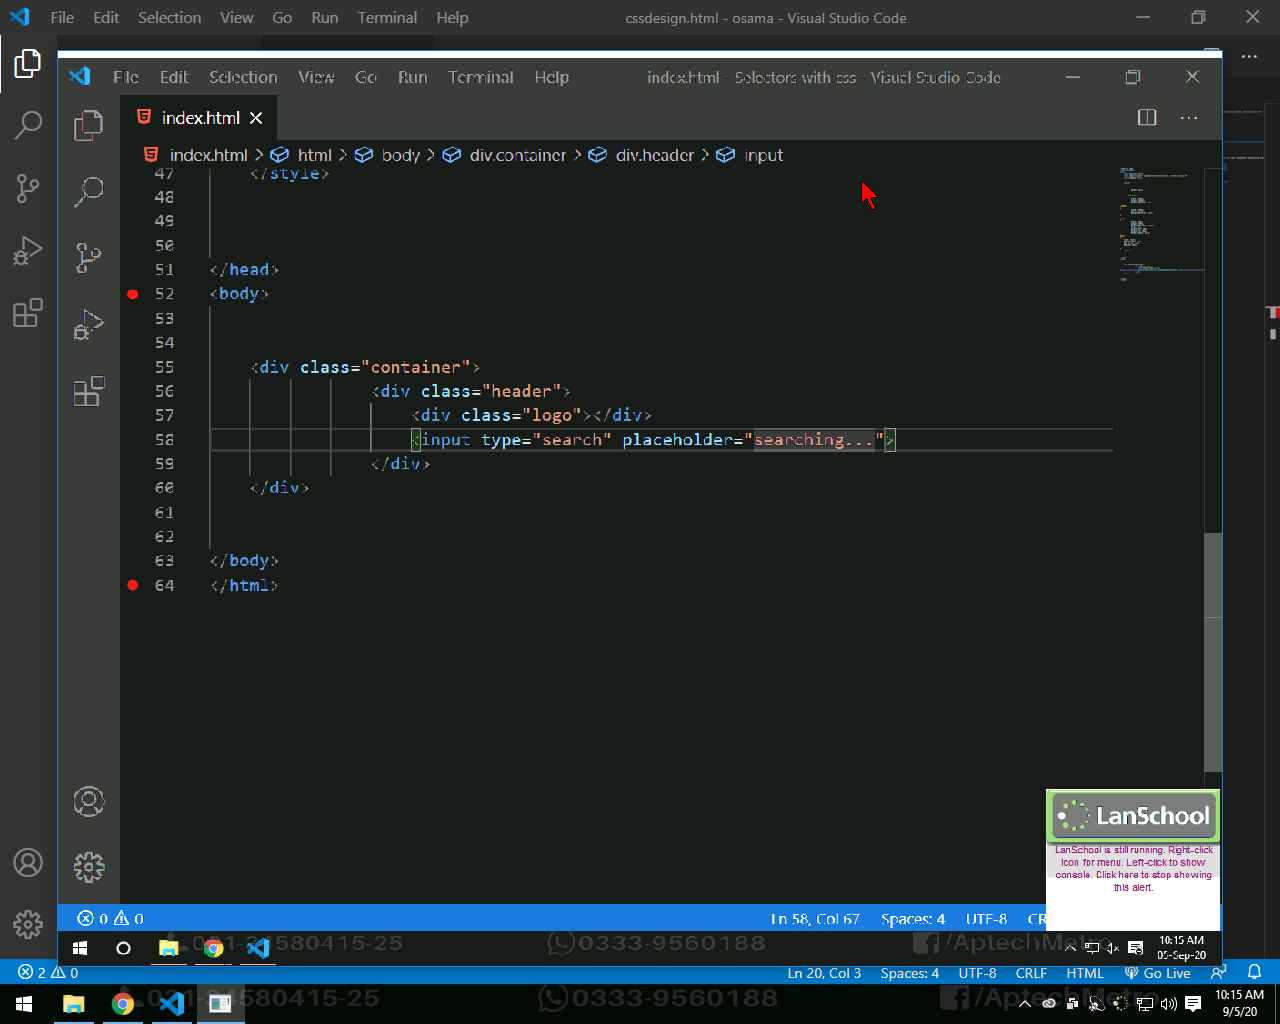 File Edit Selection View Go Run Terminal Help cssdesign.html - osama - Visual Studio Code
File Edit Selection View Go Run Terminal Help index.html - Selectors with css - Visual Studio Code
index.html
index.html > html > body > div.container > div.header > input
47 </style>
48
49
50
51 </head>
52 <body>
53
54
55 <div class="container">
56 <div class="header">
57 <div class="logo"></div>
58 <input type="search" placeholder="searching...">
59 </div>
60 </div>
61
62
63 </body>
64 </html>
LanSchool
LanSchool is still running. Right-click
icon for menu. Left-click to show
console. Click here to stop showing
this alert.
0 0 Ln 58, Col 67 Spaces: 4 UTF-8 CR
0333-9560188 /AptechMetro
10:15 AM
05-Sep-20
2 0 Ln 20, Col 3 Spaces: 4 UTF-8 CRLF HTML Go Live
0333-9560188 /AptechMetro
10:15 AM
9/5/20